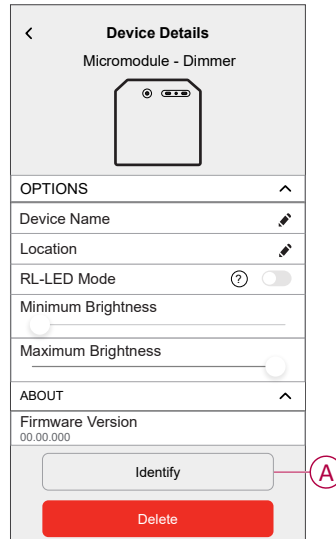 Device Details
Micromodule - Dimmer
OPTIONS
Device Name
Location
RL-LED Mode ?
Minimum Brightness
Maximum Brightness
ABOUT
Firmware Version
00.00.000
Identify
A
Delete